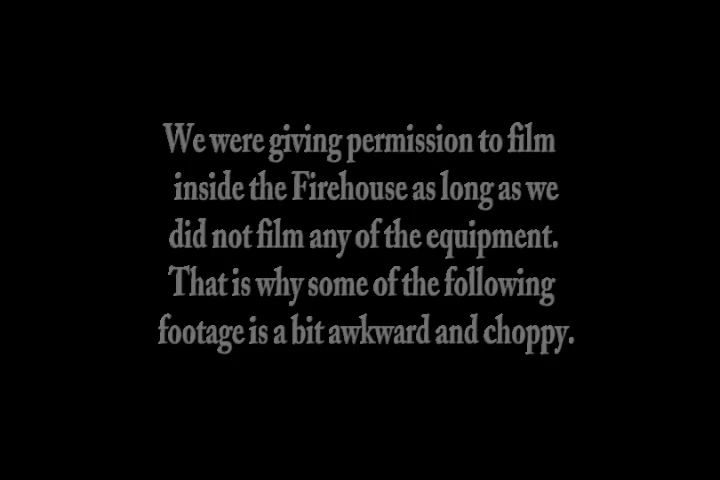 We were giving permission to film
inside the Firehouse as long as we
did not film any of the equipment.
That is why some of the following
footage is a bit awkward and choppy.